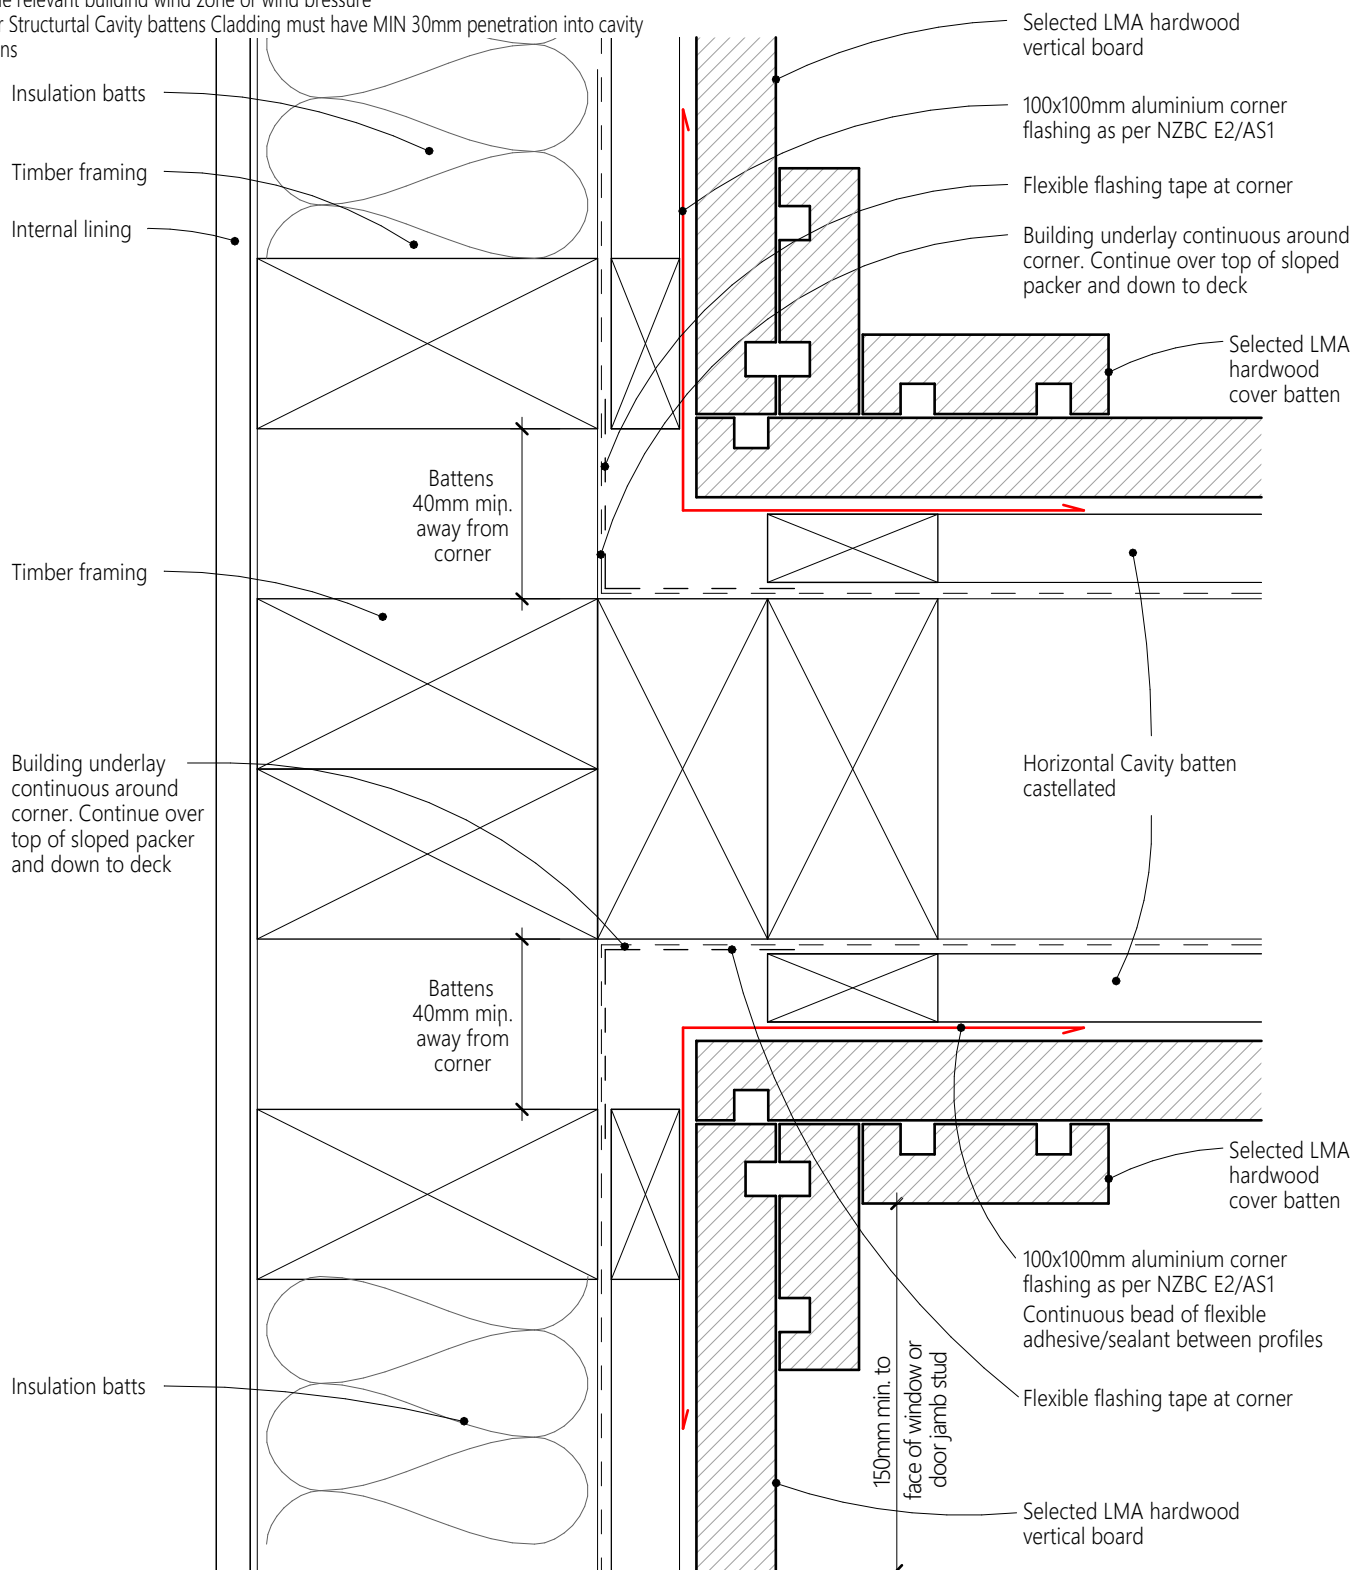 relevant building wind zone or wind pressure
Structurtal Cavity battens Cladding must have MIN 30mm penetration into cavity
Insulation batts
Timber framing
Internal lining
Selected LMA hardwood
vertical board
100x100mm aluminium corner
flashing as per NZBC E2/AS1
Flexible flashing tape at corner
Building underlay continuous around
corner. Continue over top of sloped
packer and down to deck
Selected LMA
hardwood
cover batten
Battens
40mm min.
away from
corner
Timber framing
Building underlay
continuous around
corner. Continue over
top of sloped packer
and down to deck
Horizontal Cavity batten
castellated
Battens
40mm min.
away from
corner
Selected LMA
hardwood
cover batten
100x100mm aluminium corner
flashing as per NZBC E2/AS1
Continuous bead of flexible
adhesive/sealant between profiles
Insulation batts
Flexible flashing tape at corner
150mm min. to
face of window or
door jamb stud
Selected LMA hardwood
vertical board